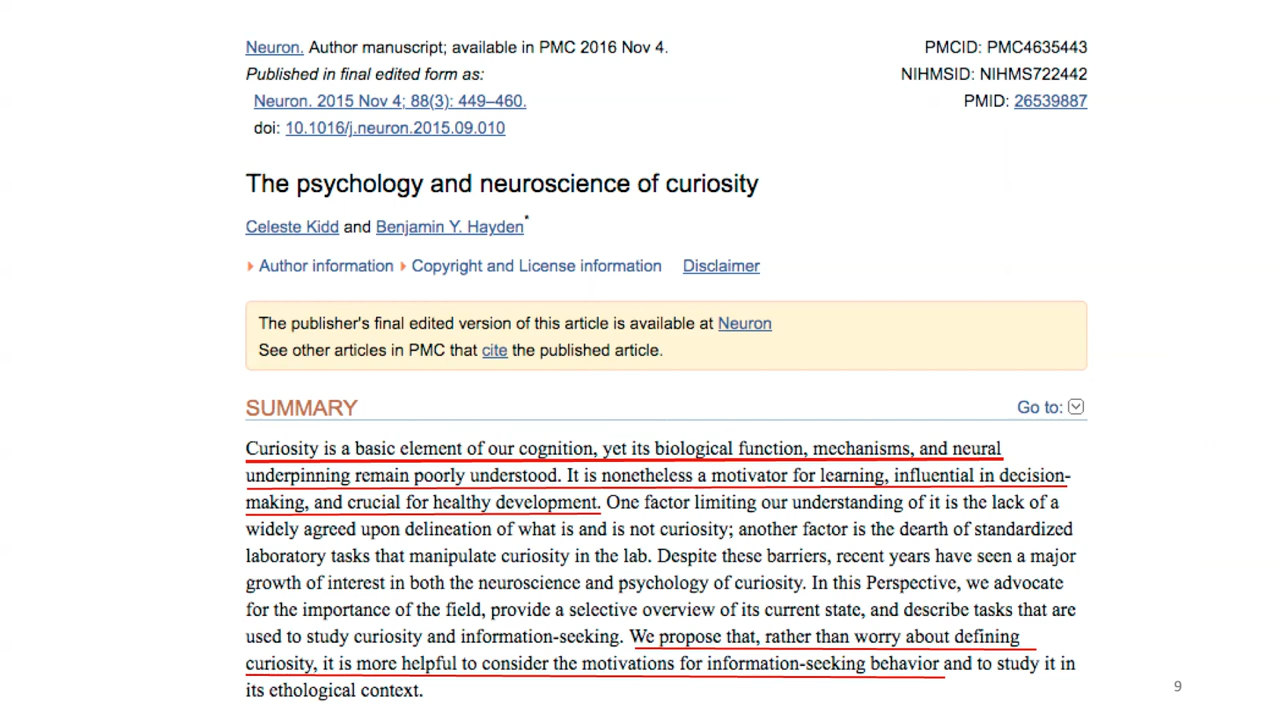 Neuron. Author manuscript; available in PMC 2016 Nov 4.
Published in final edited form as:
Neuron. 2015 Nov 4; 88(3): 449–460.
doi: 10.1016/j.neuron.2015.09.010
PMCID: PMC4635443
NIHMSID: NIHMS722442
PMID: 26539887
The psychology and neuroscience of curiosity
Celeste Kidd and Benjamin Y. Hayden*
Author information Copyright and License information Disclaimer
The publisher's final edited version of this article is available at Neuron
See other articles in PMC that cite the published article.
SUMMARY
Go to:
Curiosity is a basic element of our cognition, yet its biological function, mechanisms, and neural
underpinning remain poorly understood. It is nonetheless a motivator for learning, influential in decision-
making, and crucial for healthy development. One factor limiting our understanding of it is the lack of a
widely agreed upon delineation of what is and is not curiosity; another factor is the dearth of standardized
laboratory tasks that manipulate curiosity in the lab. Despite these barriers, recent years have seen a major
growth of interest in both the neuroscience and psychology of curiosity. In this Perspective, we advocate
for the importance of the field, provide a selective overview of its current state, and describe tasks that are
used to study curiosity and information-seeking. We propose that, rather than worry about defining
curiosity, it is more helpful to consider the motivations for information-seeking behavior and to study it in
its ethological context.
9